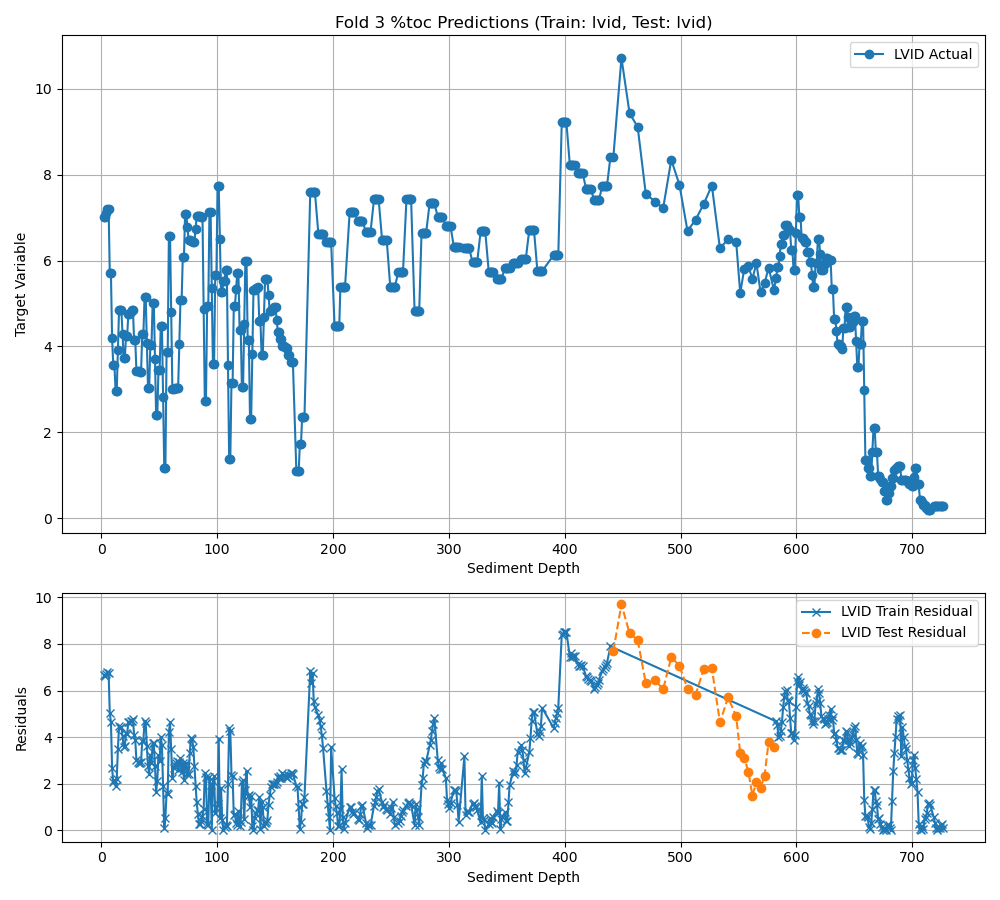 Fold 3 %toc Predictions (Train: lvid, Test: lvid)
LVID Actual
Target Variable
10
8
6
4
2
0
0 100 200 300 400 500 600 700
Sediment Depth
LVID Train Residual
LVID Test Residual
Residuals
10
8
6
4
2
0
0 100 200 300 400 500 600 700
Sediment Depth